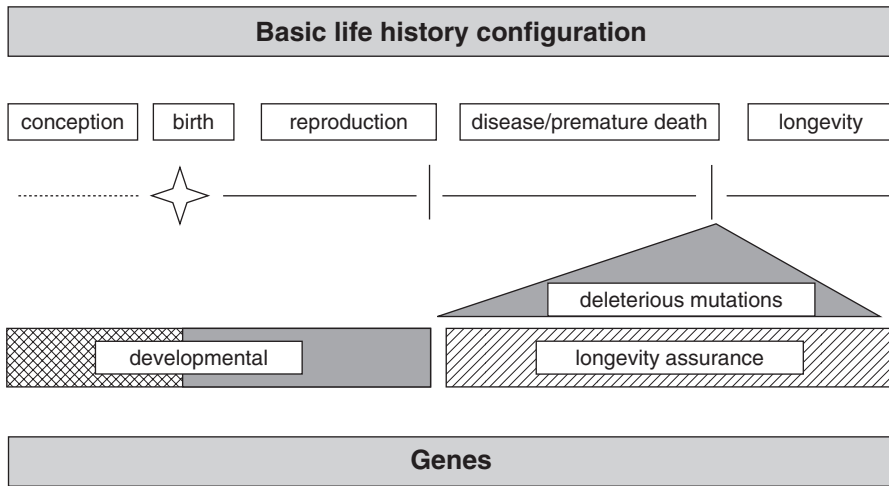 Basic life history configuration
conception birth reproduction disease/premature death longevity
deleterious mutations
developmental longevity assurance
Genes